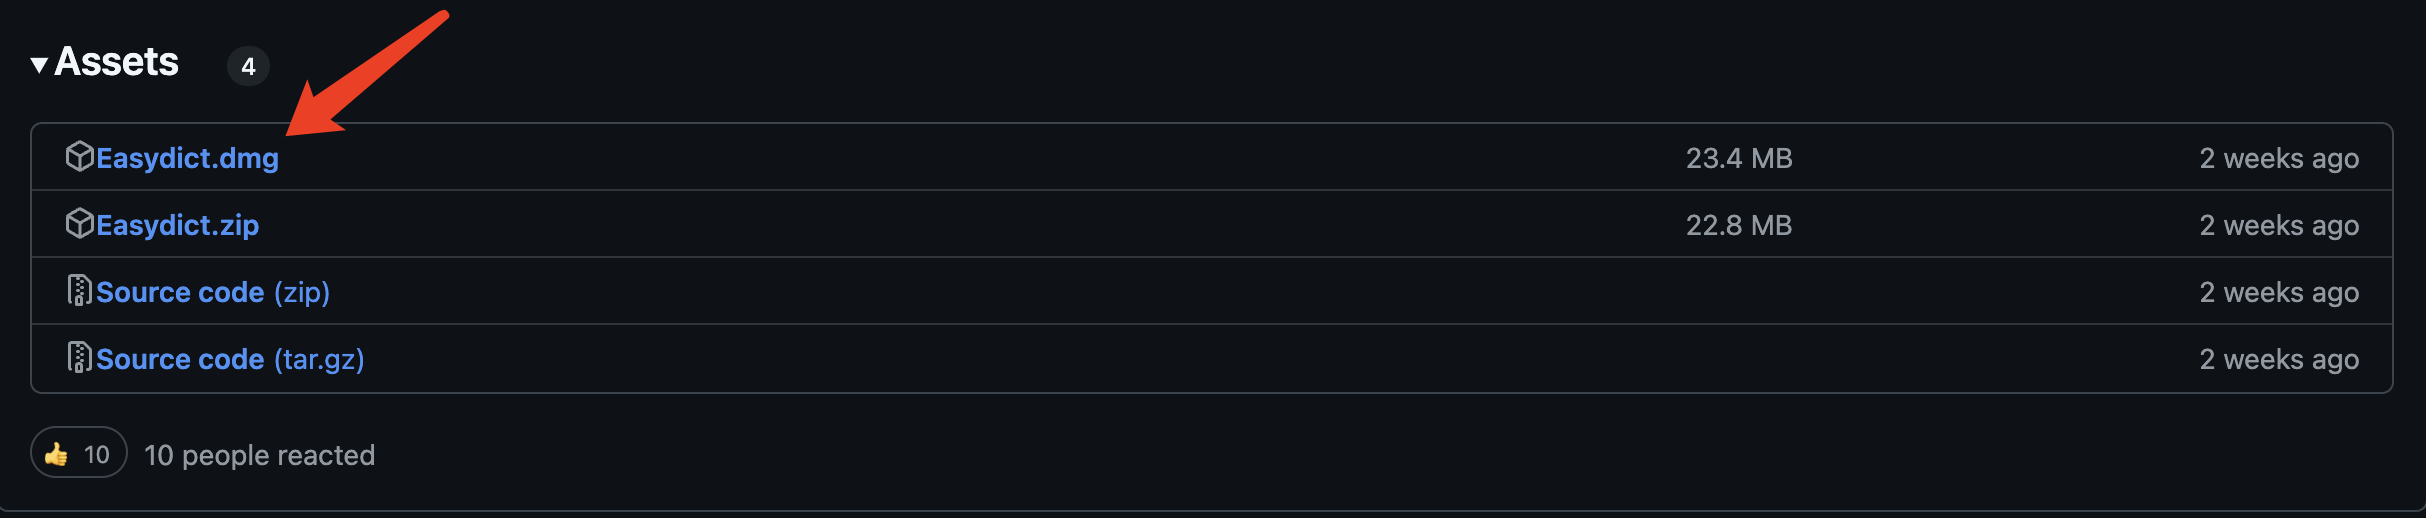 Assets 4
Easydict.dmg 23.4 MB 2 weeks ago
Easydict.zip 22.8 MB 2 weeks ago
Source code (zip) 2 weeks ago
Source code (tar.gz) 2 weeks ago
👍 10 10 people reacted